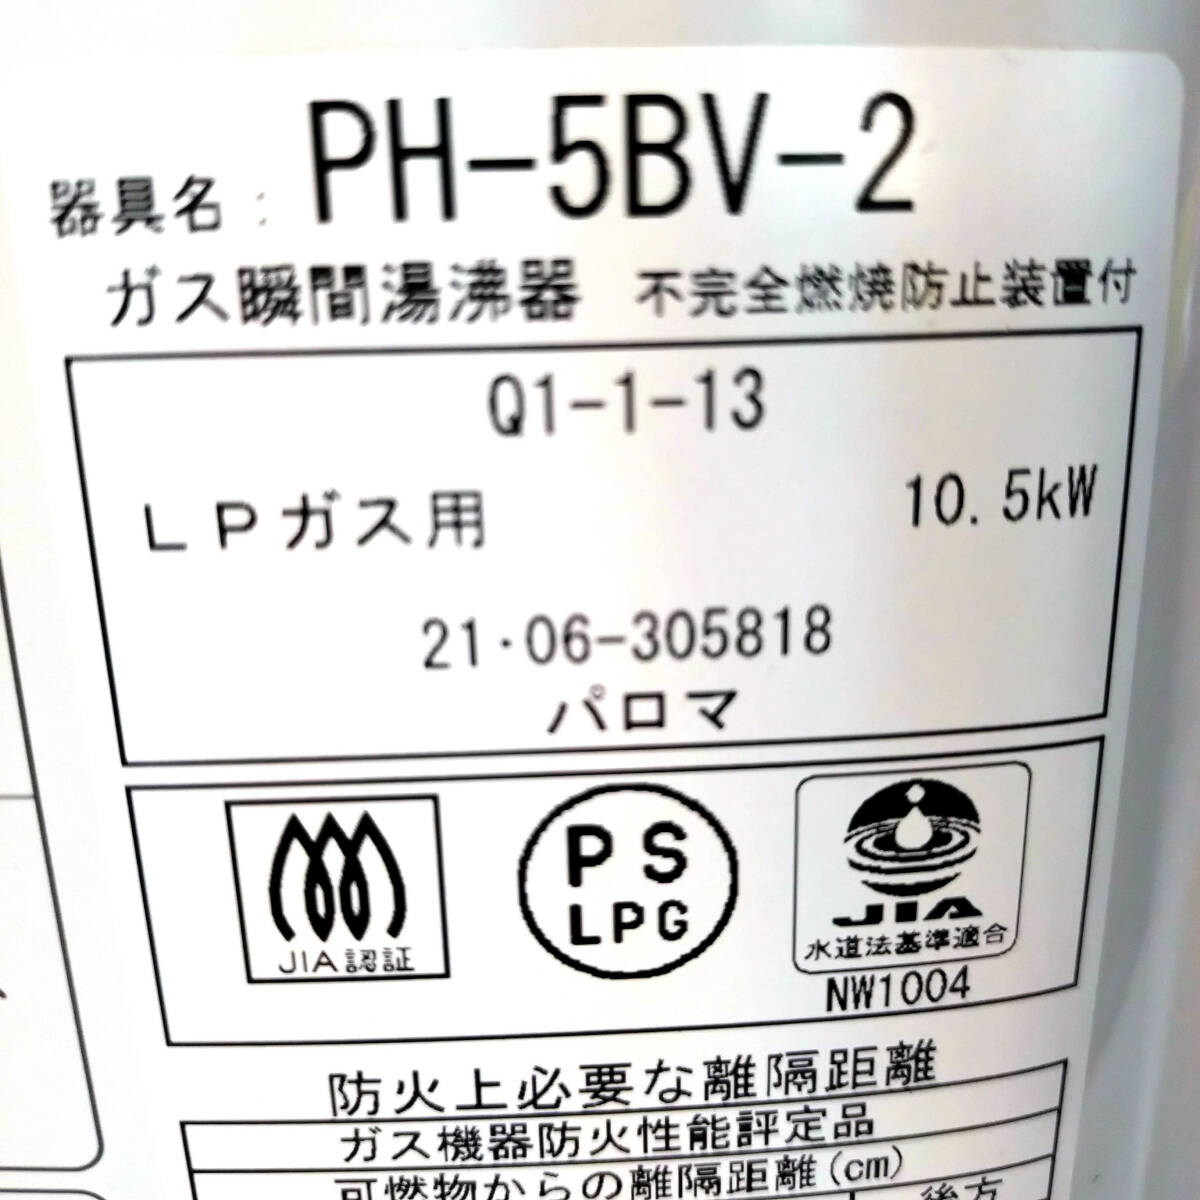 器具名: PH-5BV-2
ガス瞬間湯沸器 不完全燃焼防止装置付
Q1-1-13
LPガス用 10.5kW
21・06-305818
パロマ
JIA認証
PS
LPG
JIA
水道法基準適合
NW1004
防火上必要な離隔距離
ガス機器防火性能評定品
可燃物からの離隔距離(cm)
後方